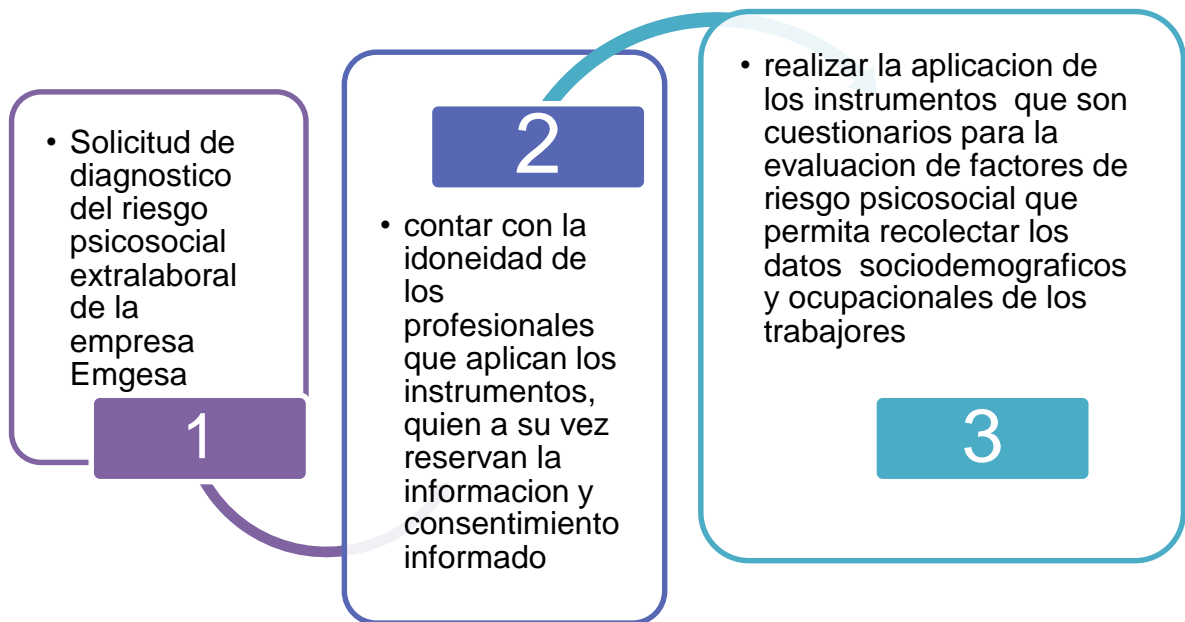 • Solicitud de
diagnostico
del riesgo
psicosocial
extralaboral
de la
empresa
Emgesa
1
2
• contar con la
idoneidad de
los
profesionales
que aplican los
instrumentos,
quien a su vez
reservan la
informacion y
consentimiento
informado
• realizar la aplicacion de
los instrumentos que son
cuestionarios para la
evaluacion de factores de
riesgo psicosocial que
permita recolectar los
datos sociodemograficos
y ocupacionales de los
trabajadores
3